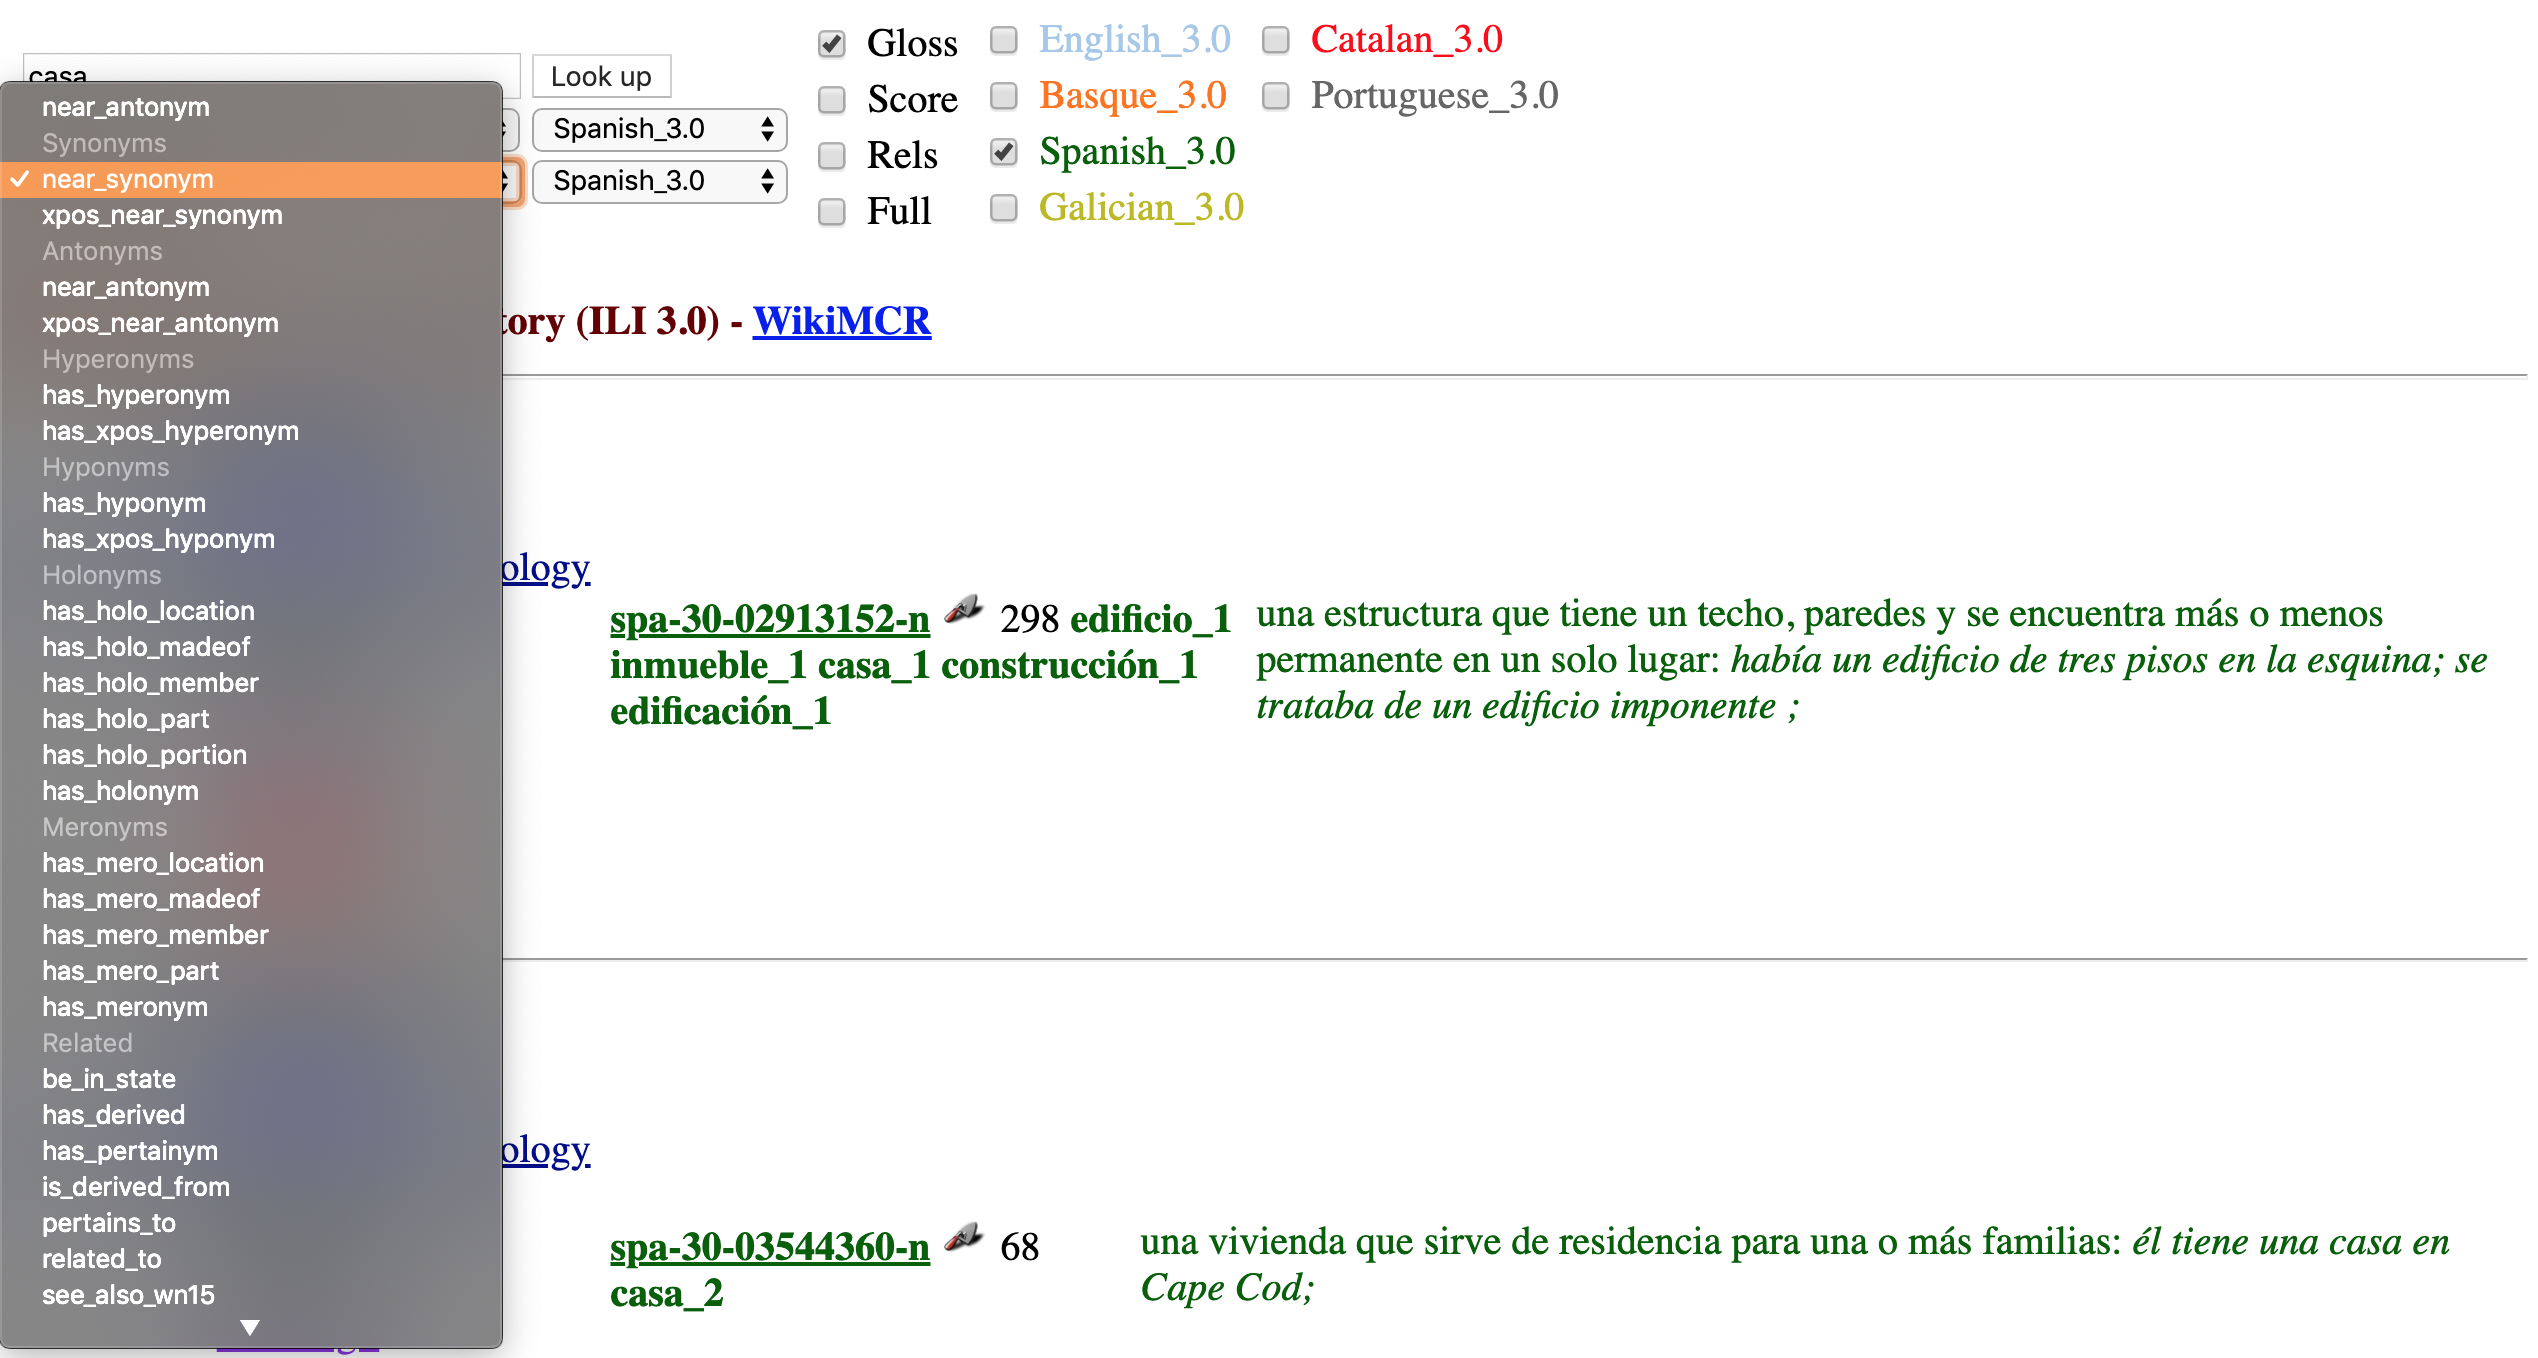 casa
Look up
Spanish_3.0
Spanish_3.0
Gloss
Score
Rels
Full
English_3.0
Basque_3.0
Spanish_3.0
Galician_3.0
Catalan_3.0
Portuguese_3.0
near_antonym
Synonyms
near_synonym
xpos_near_synonym
Antonyms
near_antonym
xpos_near_antonym
Hyperonyms
has_hyperonym
has_xpos_hyperonym
Hyponyms
has_hyponym
has_xpos_hyponym
Holonyms
has_holo_location
has_holo_madeof
has_holo_member
has_holo_part
has_holo_portion
has_holonym
Meronyms
has_mero_location
has_mero_madeof
has_mero_member
has_mero_part
has_meronym
Related
be_in_state
has_derived
has_pertainym
is_derived_from
pertains_to
related_to
see_also_wn15
tory (ILI 3.0) - WikiMCR
ology
spa-30-02913152-n 298 edificio_1
inmueble_1 casa_1 construcción_1
edificación_1
una estructura que tiene un techo, paredes y se encuentra más o menos
permanente en un solo lugar: había un edificio de tres pisos en la esquina; se
trataba de un edificio imponente ;
ology
spa-30-03544360-n 68
casa_2
una vivienda que sirve de residencia para una o más familias: él tiene una casa en
Cape Cod;